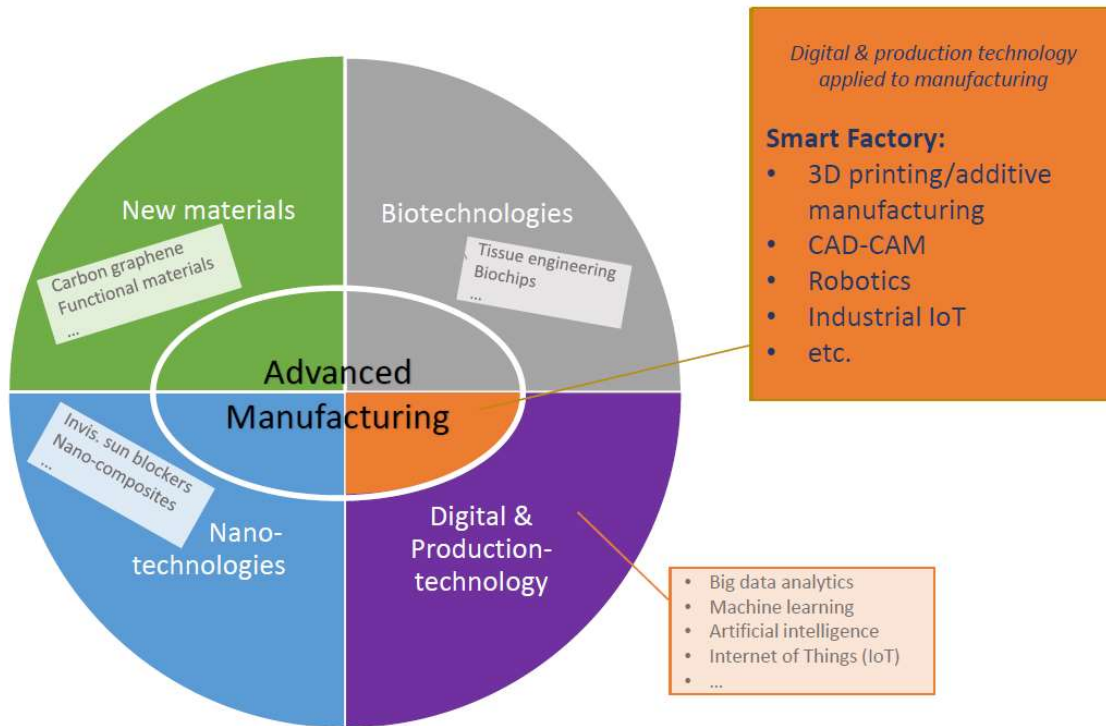 New materials
Carbon graphene
Functional materials
...
Biotechnologies
Tissue engineering
Biochips
...
Advanced
Manufacturing
Invis. sun blockers
Nano-composites
...
Nano-
technologies
Digital &
Production-
technology
Digital & production technology
applied to manufacturing
Smart Factory:
• 3D printing/additive
manufacturing
• CAD-CAM
• Robotics
• Industrial IoT
• etc.
• Big data analytics
• Machine learning
• Artificial intelligence
• Internet of Things (IoT)
• ...